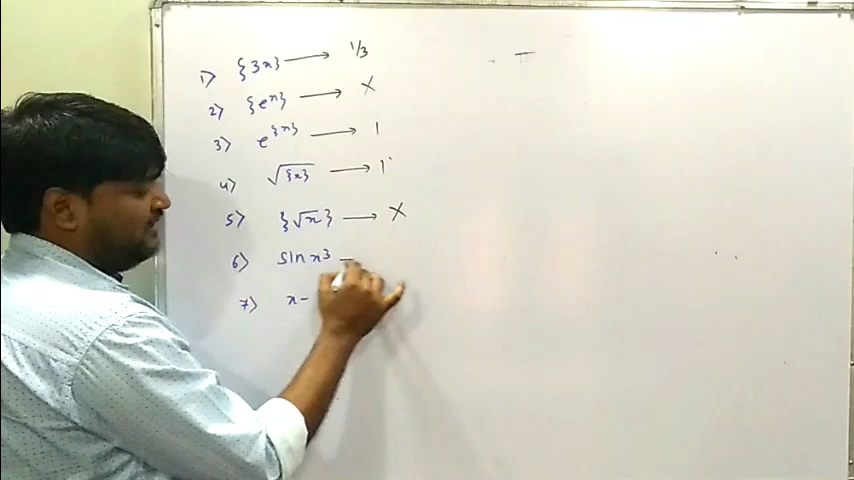 1) {3x} ⟶ 1/3
2) {eˣ} ⟶ X
3) e^{x} ⟶ 1
4) √{x} ⟶ 1
5) {√x} ⟶ X
6) sin x3 —
7) x-